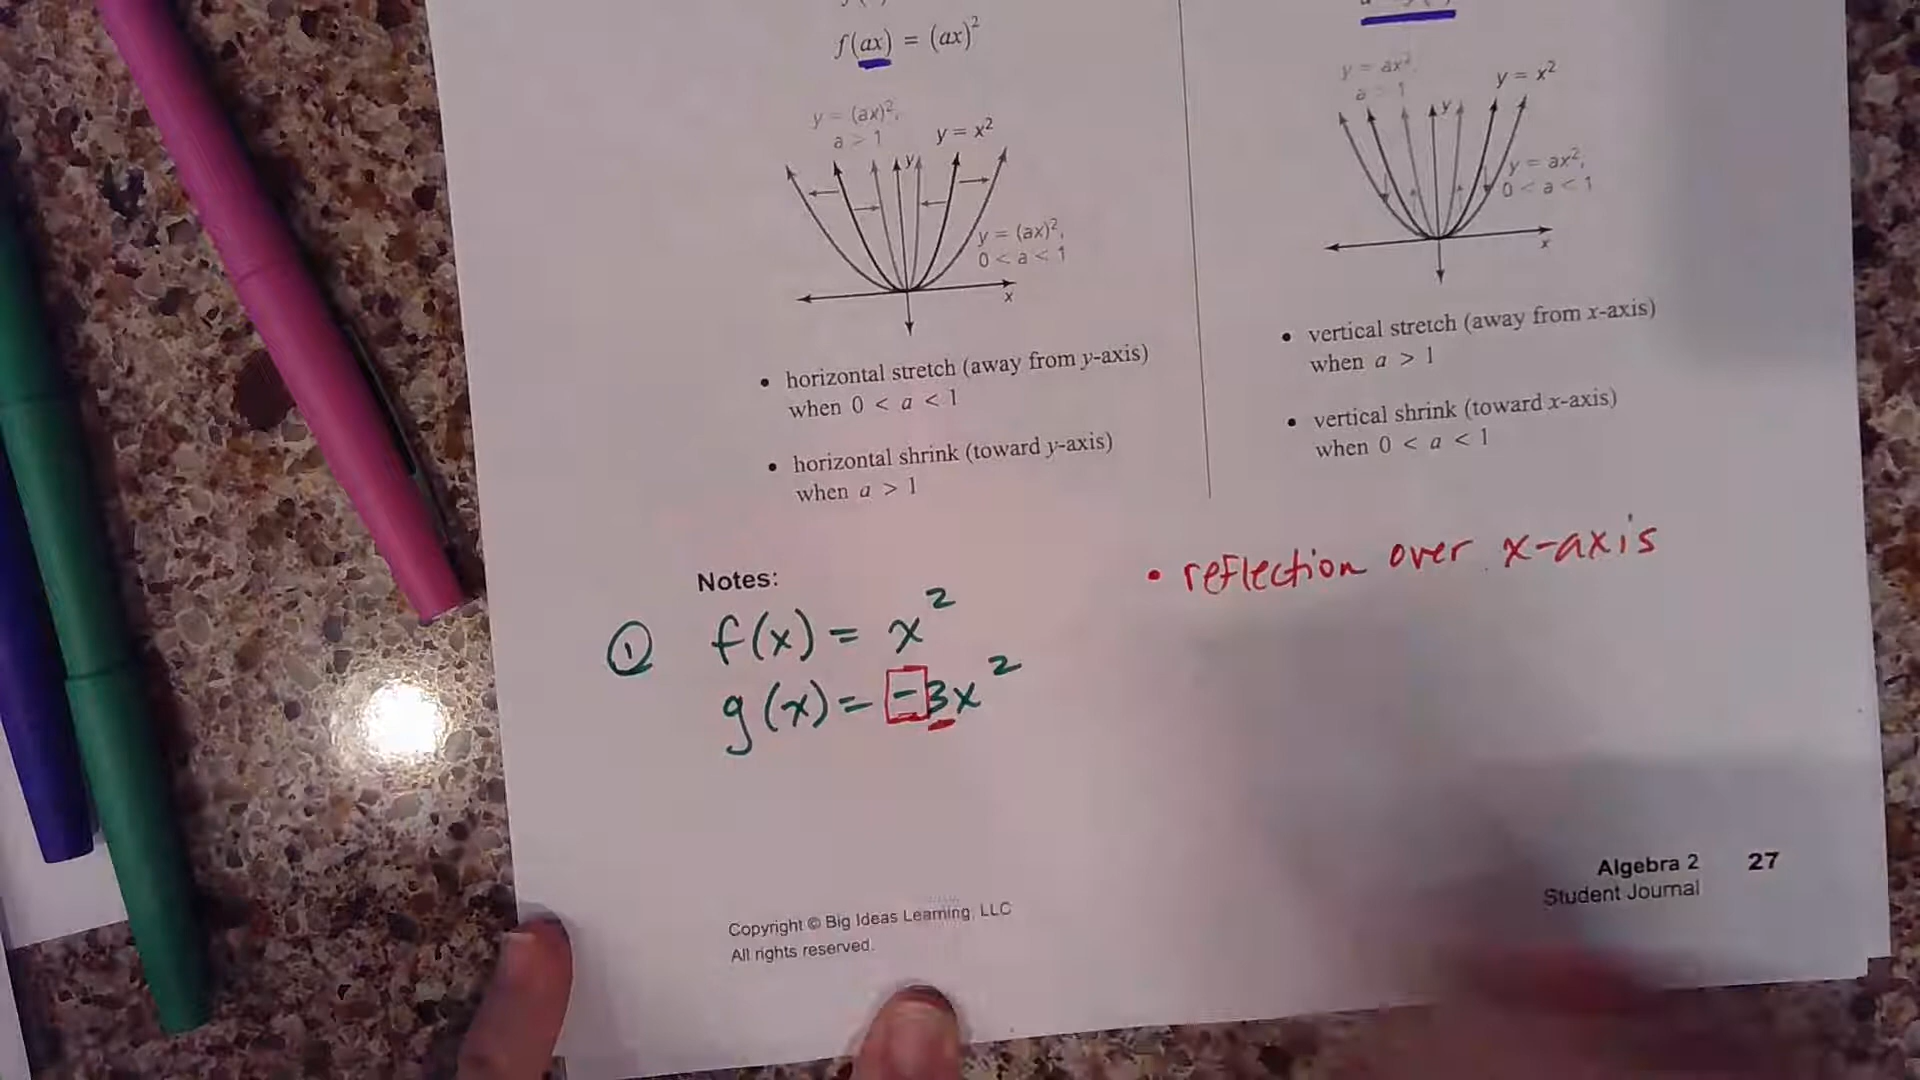 f(ax) = (ax)²
y = (ax)²,
a > 1
y = x²
y
y = (ax)²,
0 < a < 1
x
• horizontal stretch (away from y-axis)
when 0 < a < 1
• horizontal shrink (toward y-axis)
when a > 1
y = ax²,
a > 1
y = x²
y
y = ax²,
0 < a < 1
x
• vertical stretch (away from x-axis)
when a > 1
• vertical shrink (toward x-axis)
when 0 < a < 1
Notes:
① f(x) = x²
g(x) = -3x²
• reflection over x-axis
Copyright © Big Ideas Learning, LLC
All rights reserved.
Algebra 2 27
Student Journal